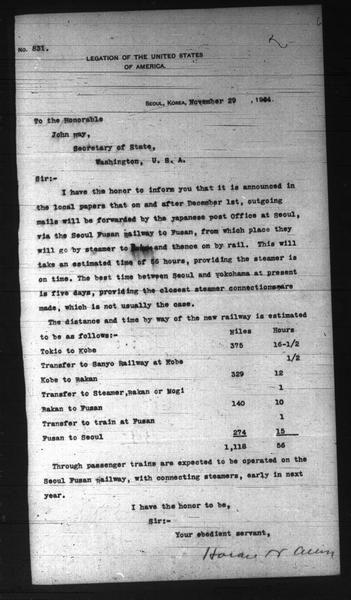 No. 831.
LEGATION OF THE UNITED STATES
OF AMERICA.
SEOUL, KOREA, November 29, 1904.
To the Honorable
John Hay,
Secretary of State,
Washington, U. S. A.
Sir:-
I have the honor to inform you that it is announced in
the local papers that on and after December 1st, outgoing
mails will be forwarded by the Japanese post Office at Seoul,
via the Seoul Fusan railway to Fusan, from which place they
will go by steamer to and thence on by rail. This will
take an estimated time of 56 hours, providing the steamer is
on time. The best time between Seoul and yokohama at present
is five days, providing the closest steamer connections are
made, which is not usually the case.
The distance and time by way of the new railway is estimated
to be as follows:- Miles Hours
Tokio to Kobe 375 16-1/2
Transfer to Sanyo Railway at Kobe 1/2
Kobe to Bakan 329 12
Transfer to Steamer, Bakan or Mogi 1
Bakan to Fusan 140 10
Transfer to train at Fusan 1
Fusan to Seoul 274 15
1,118 56
Through passenger trains are expected to be operated on the
Seoul Fusan railway, with connecting steamers, early in next
year.
I have the honor to be,
Sir:-
Your obedient servant,
Horace N Allen